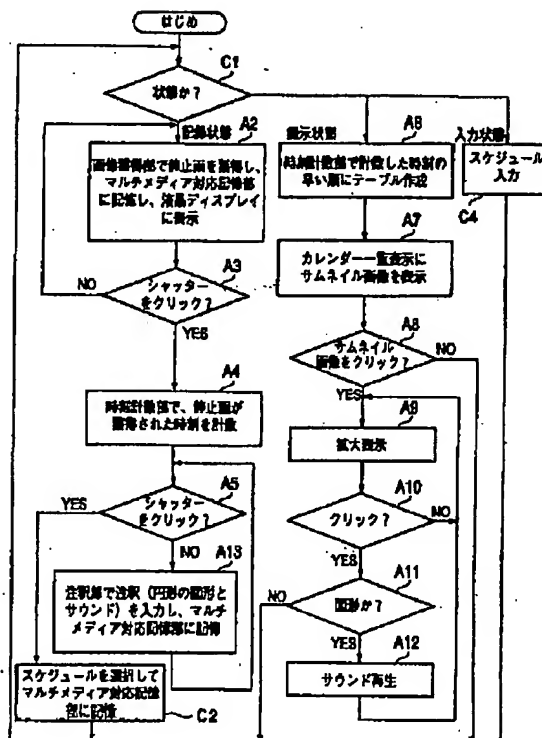 はじめ
C1
状態か？
記録状態
A2
画像獲得部で静止画を獲得し、
マルチメディア対応記憶部
に記憶し、液晶ディスプレイ
に表示
NO
A3
シャッター
をクリック？
YES
A4
時刻計数部で、静止画が
獲得された時刻を計数
A5
YES
シャッター
をクリック？
NO
A13
注釈部で注釈（円形の図形と
サウンド）を入力し、マルチ
メディア対応記憶部に記憶
スケジュールを選択して
マルチメディア対応記憶
部に記憶
C2
提示状態
A6
時刻計数部で計数した時刻の
早い順にテーブル作成
A7
カレンダー一覧表示に
サムネイル画像を表示
A8
サムネイル
画像をクリック？
NO
YES
A9
拡大表示
A10
クリック？
NO
YES
A11
NO
図形か？
YES
A12
サウンド再生
入力状態
スケジュール
入力
C4